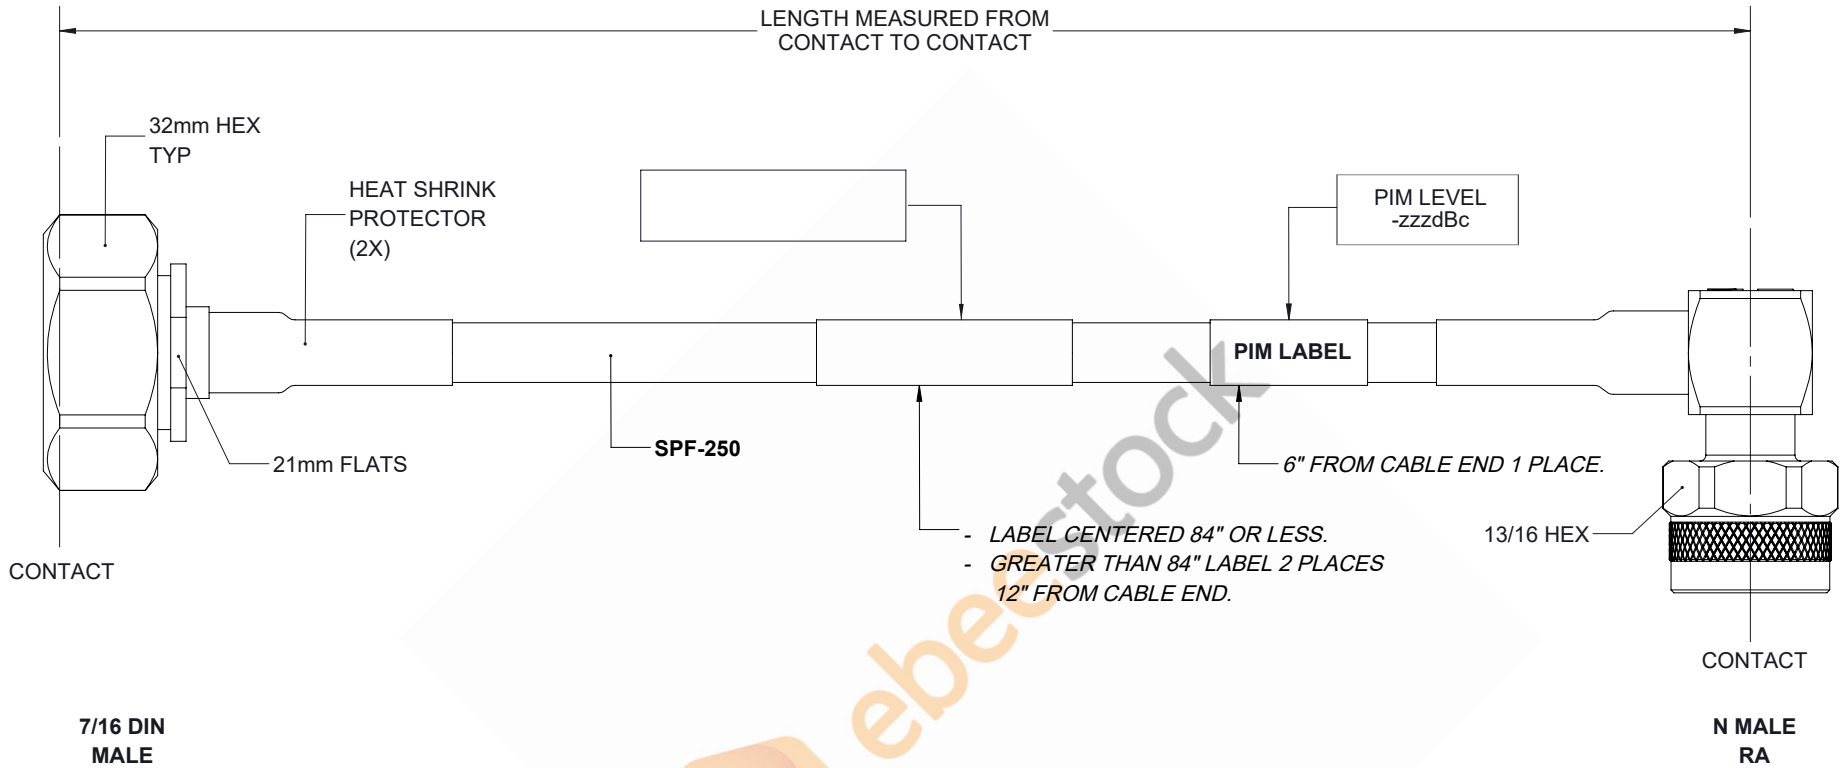 LENGTH MEASURED FROM
CONTACT TO CONTACT
32mm HEX
TYP
HEAT SHRINK
PROTECTOR
(2X)
PIM LEVEL
-zzzdBc
PIM LABEL
SPF-250
21mm FLATS
6" FROM CABLE END 1 PLACE.
- LABEL CENTERED 84" OR LESS.
- GREATER THAN 84" LABEL 2 PLACES
12" FROM CABLE END.
13/16 HEX
CONTACT
CONTACT
7/16 DIN
MALE
N MALE
RA
ebeestock